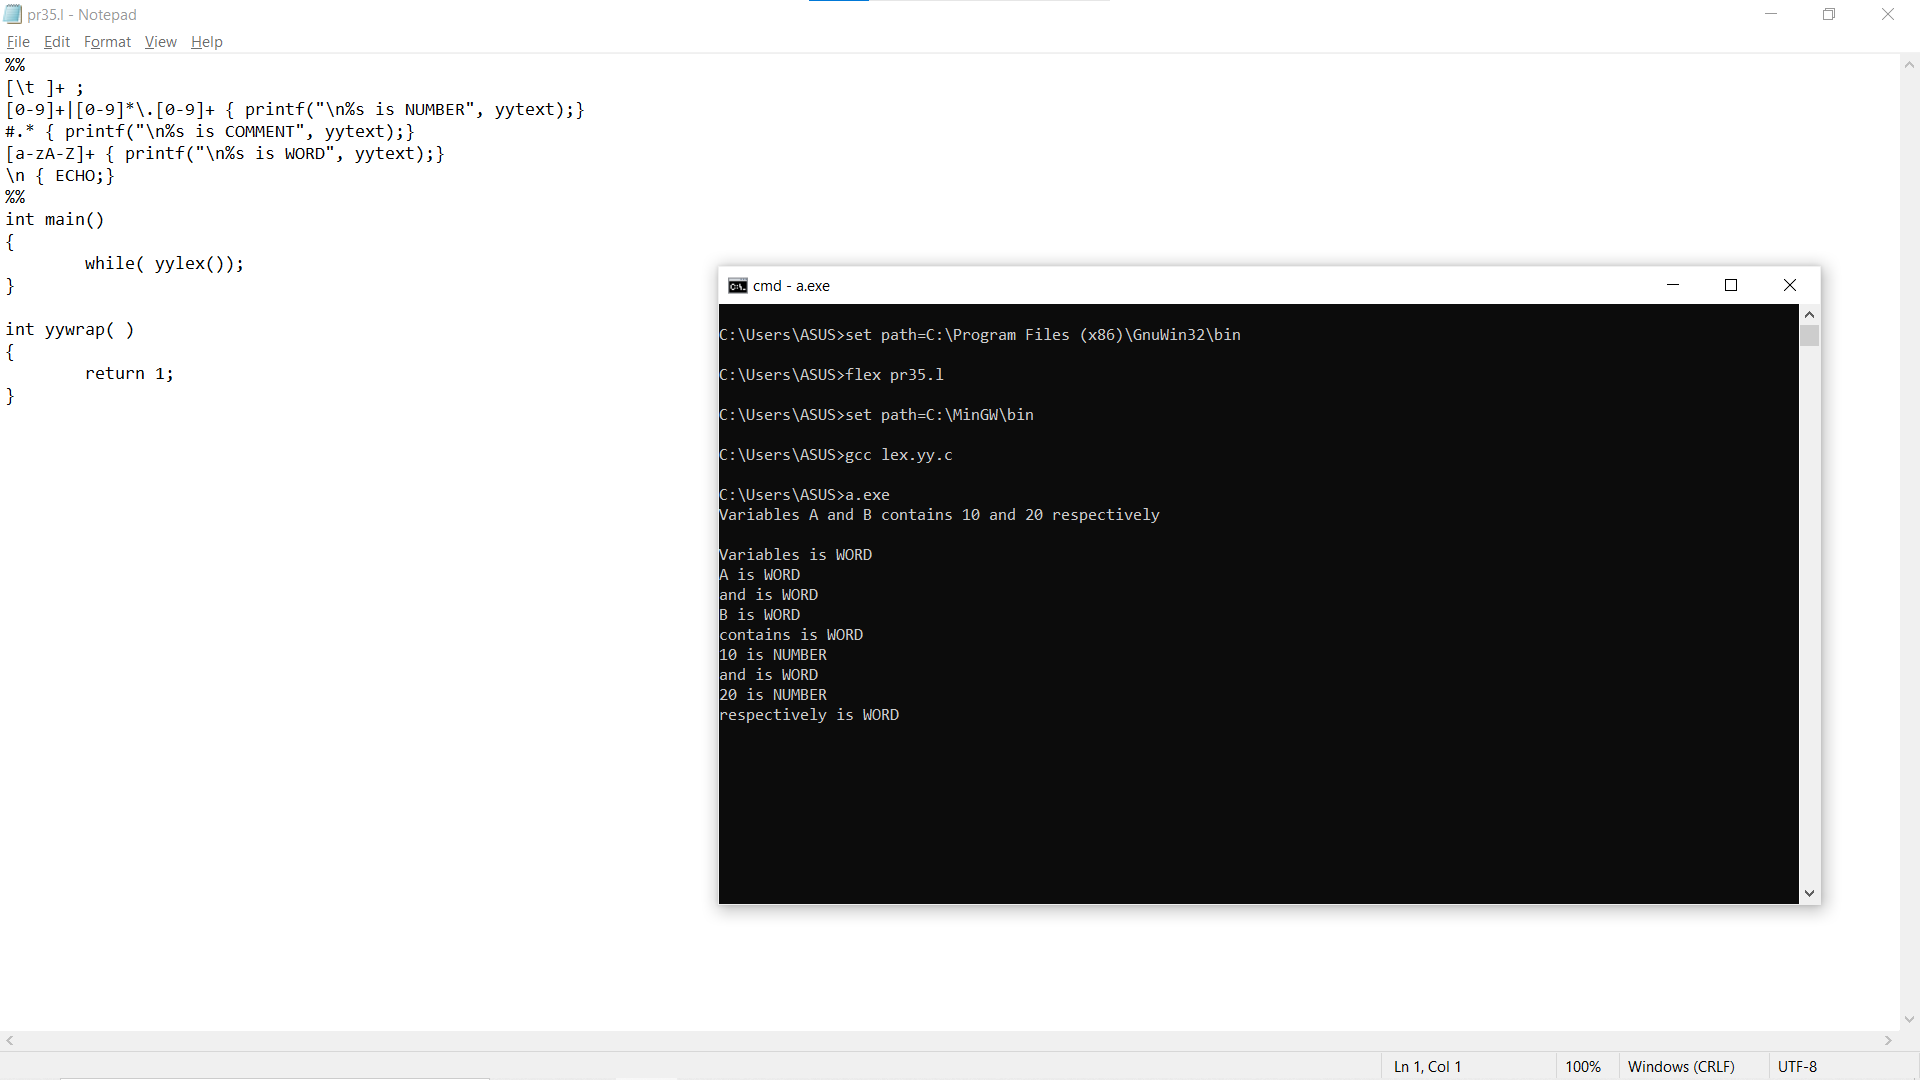 pr35.l - Notepad
File Edit Format View Help
%%
[\t ]+ ;
[0-9]+|[0-9]*\.[0-9]+ { printf("\n%s is NUMBER", yytext);}
#.* { printf("\n%s is COMMENT", yytext);}
[a-zA-Z]+ { printf("\n%s is WORD", yytext);}
\n { ECHO;}
%%
int main()
{
        while( yylex());
}
int yywrap( )
{
        return 1;
}
cmd - a.exe
C:\Users\ASUS>set path=C:\Program Files (x86)\GnuWin32\bin
C:\Users\ASUS>flex pr35.l
C:\Users\ASUS>set path=C:\MinGW\bin
C:\Users\ASUS>gcc lex.yy.c
C:\Users\ASUS>a.exe
Variables A and B contains 10 and 20 respectively
Variables is WORD
A is WORD
and is WORD
B is WORD
contains is WORD
10 is NUMBER
and is WORD
20 is NUMBER
respectively is WORD
Ln 1, Col 1 100% Windows (CRLF) UTF-8